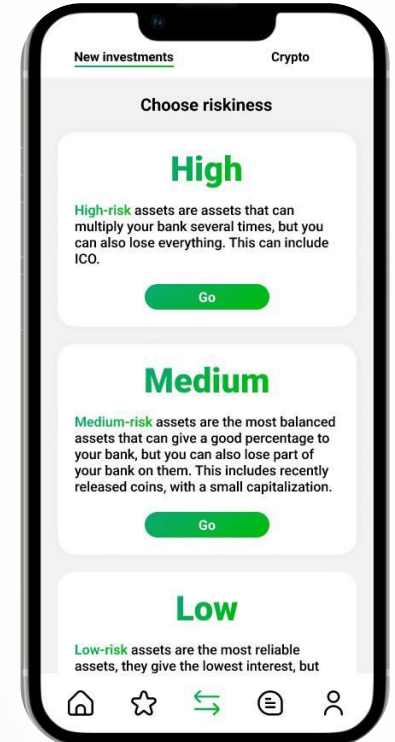 New investments Crypto
Choose riskiness
High
High-risk assets are assets that can
multiply your bank several times, but you
can also lose everything. This can include
ICO.
Go
Medium
Medium-risk assets are the most balanced
assets that can give a good percentage to
your bank, but you can also lose part of
your bank on them. This includes recently
released coins, with a small capitalization.
Go
Low
Low-risk assets are the most reliable
assets, they give the lowest interest, but